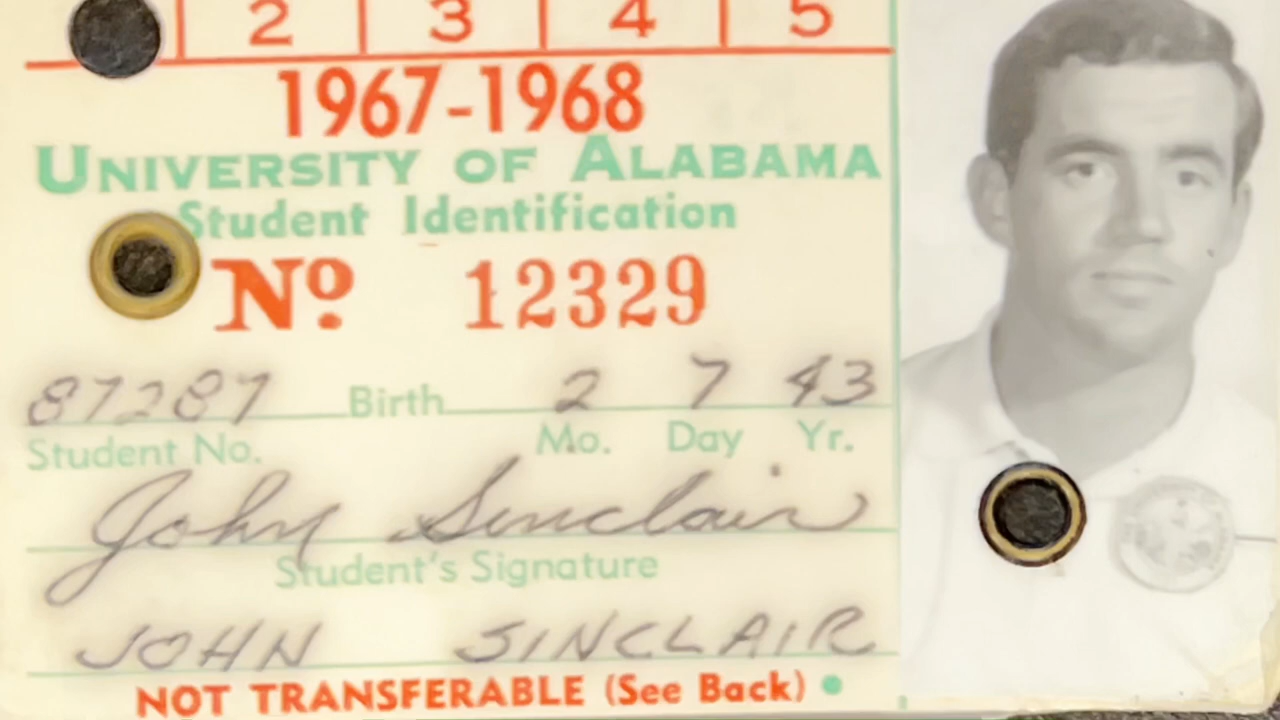 2 3 4 5
1967-1968
UNIVERSITY OF ALABAMA
Student Identification
No. 12329
87287 Birth 2 7 43
Student No. Mo. Day Yr.
John Sinclair
Student's Signature
JOHN SINCLAIR
NOT TRANSFERABLE (See Back)